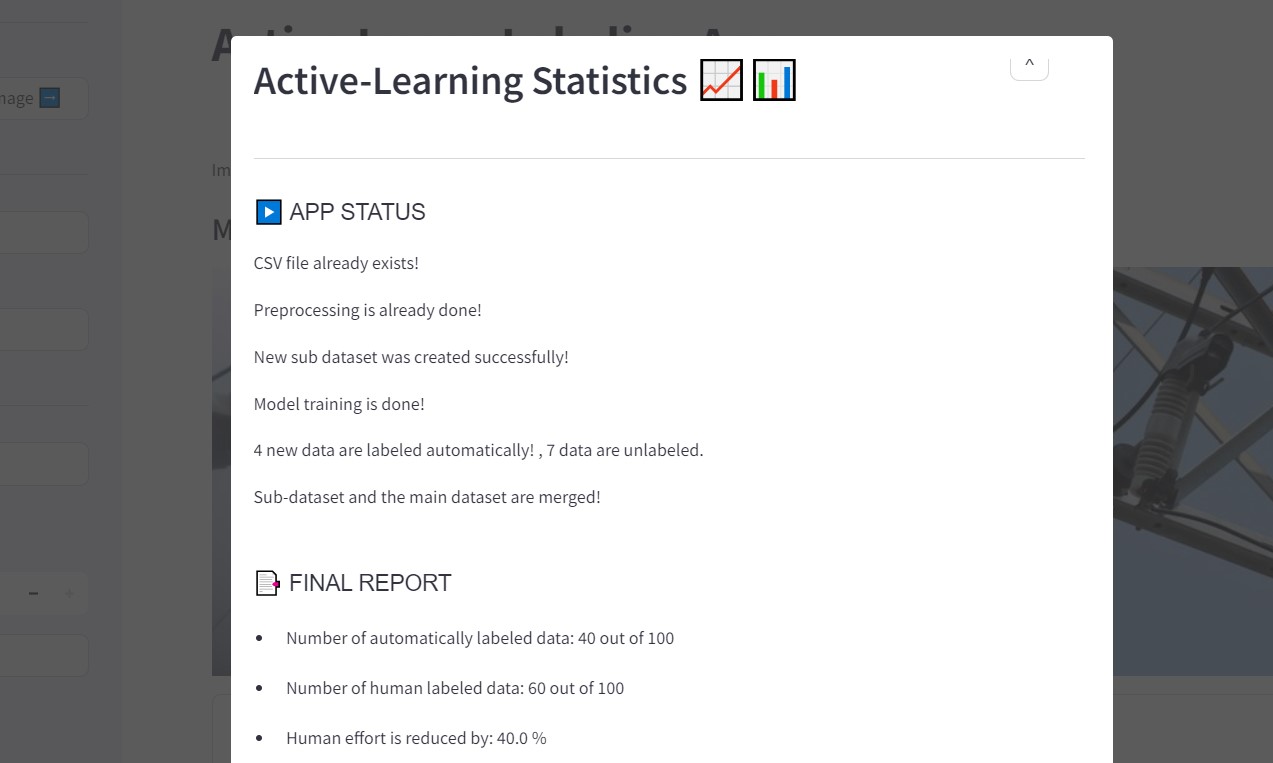 Active-Learning Statistics
^
APP STATUS
CSV file already exists!
Preprocessing is already done!
New sub dataset was created successfully!
Model training is done!
4 new data are labeled automatically! , 7 data are unlabeled.
Sub-dataset and the main dataset are merged!
FINAL REPORT
• Number of automatically labeled data: 40 out of 100
• Number of human labeled data: 60 out of 100
• Human effort is reduced by: 40.0 %